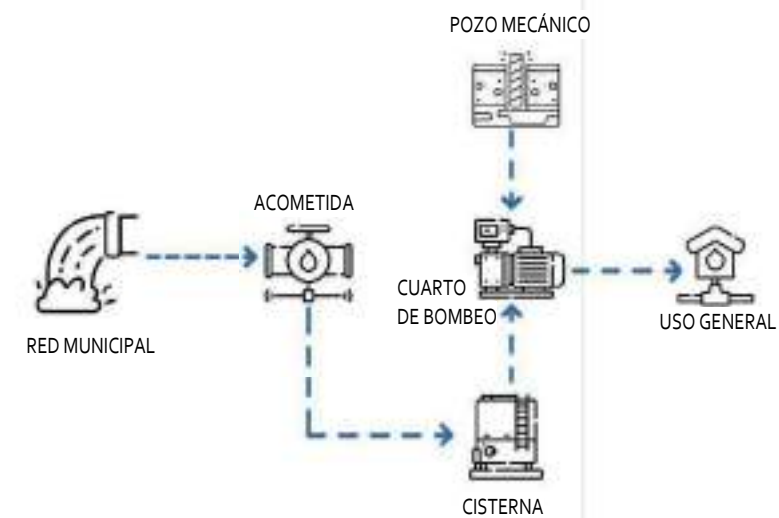 POZO MECÁNICO
ACOMETIDA
CUARTO
DE BOMBEO
RED MUNICIPAL
USO GENERAL
CISTERNA